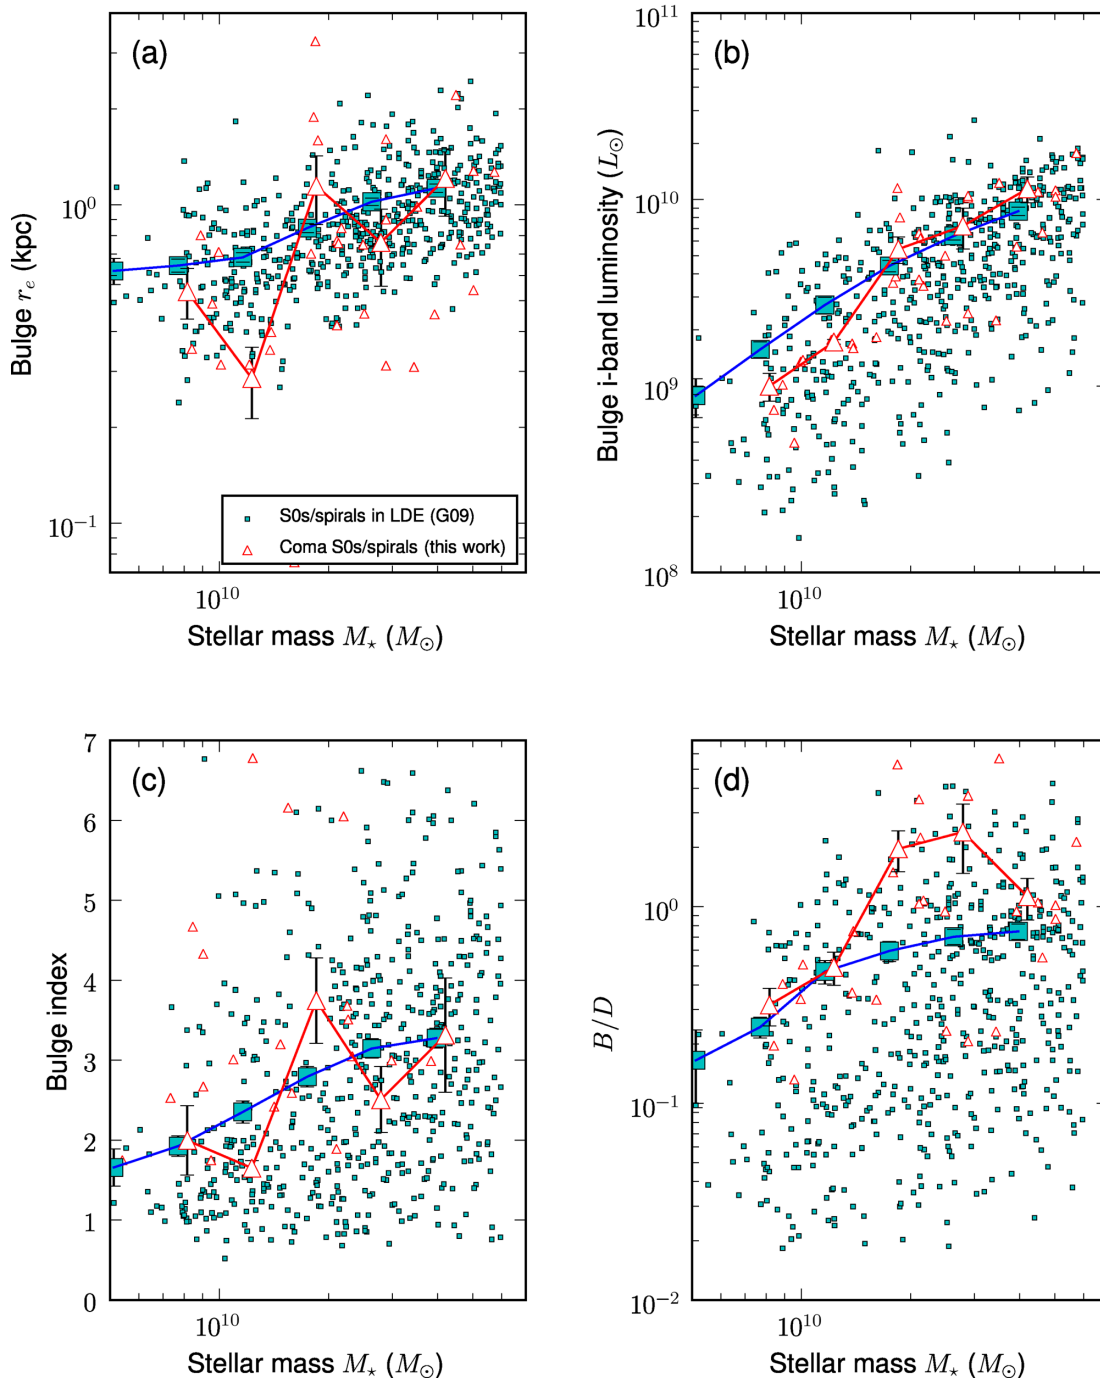 (a)
Bulge r_e (kpc)
10^0
10^{-1}
S0s/spirals in LDE (G09)
Coma S0s/spirals (this work)
10^{10}
Stellar mass M_⋆ (M_⊙)
(b)
Bulge i-band luminosity (L_⊙)
10^{11}
10^{10}
10^9
10^8
10^{10}
Stellar mass M_⋆ (M_⊙)
(c)
Bulge index
7
6
5
4
3
2
1
0
10^{10}
Stellar mass M_⋆ (M_⊙)
(d)
B/D
10^0
10^{-1}
10^{-2}
10^{10}
Stellar mass M_⋆ (M_⊙)